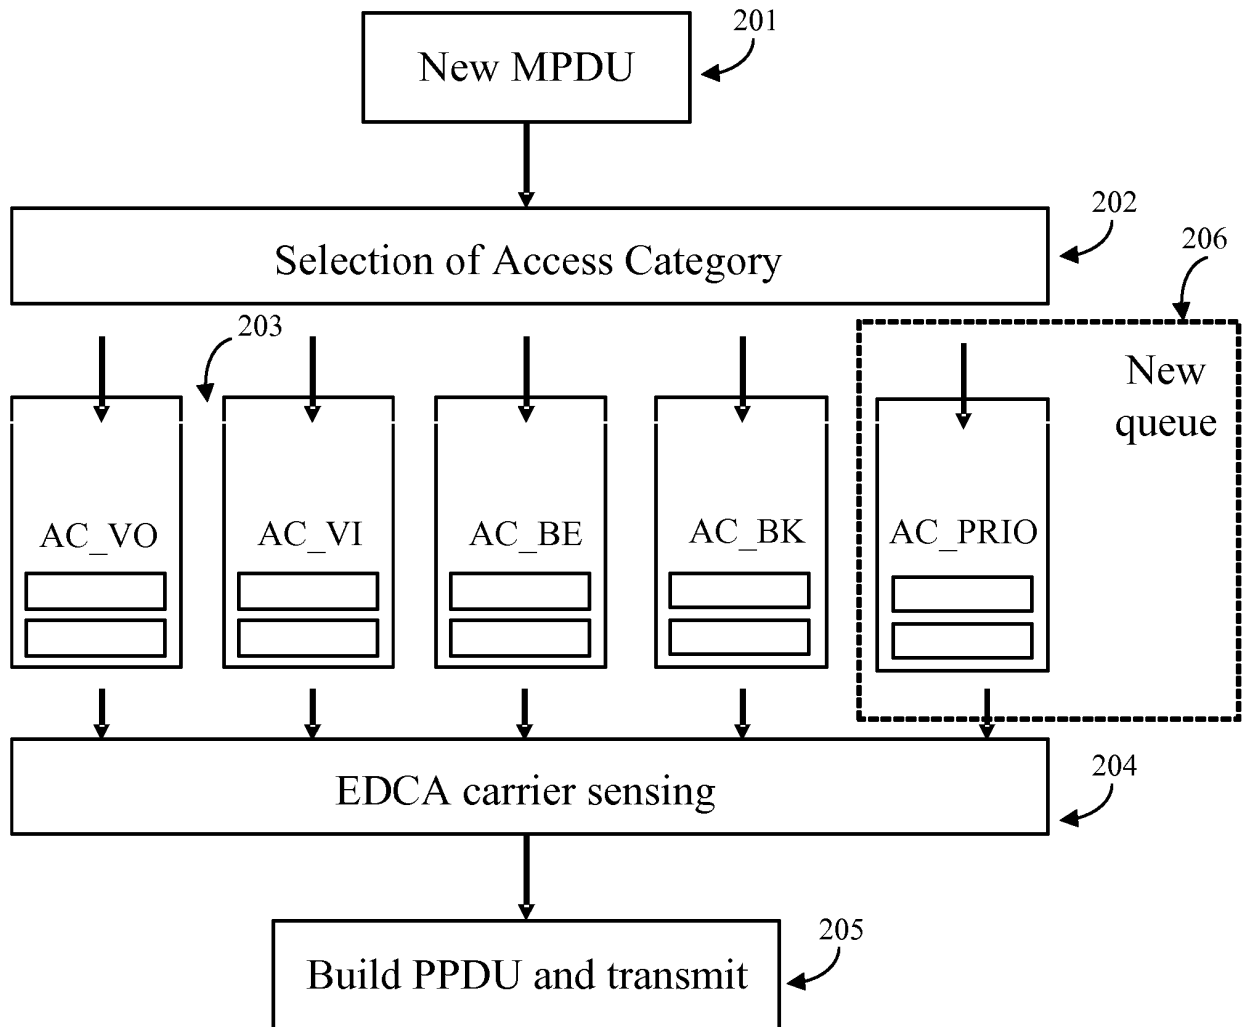 201
New MPDU
202
206
Selection of Access Category
203
New
queue
AC_VO
AC_VI
AC_BE
AC_BK
AC_PRIO
EDCA carrier sensing
204
205
Build PPDU and transmit